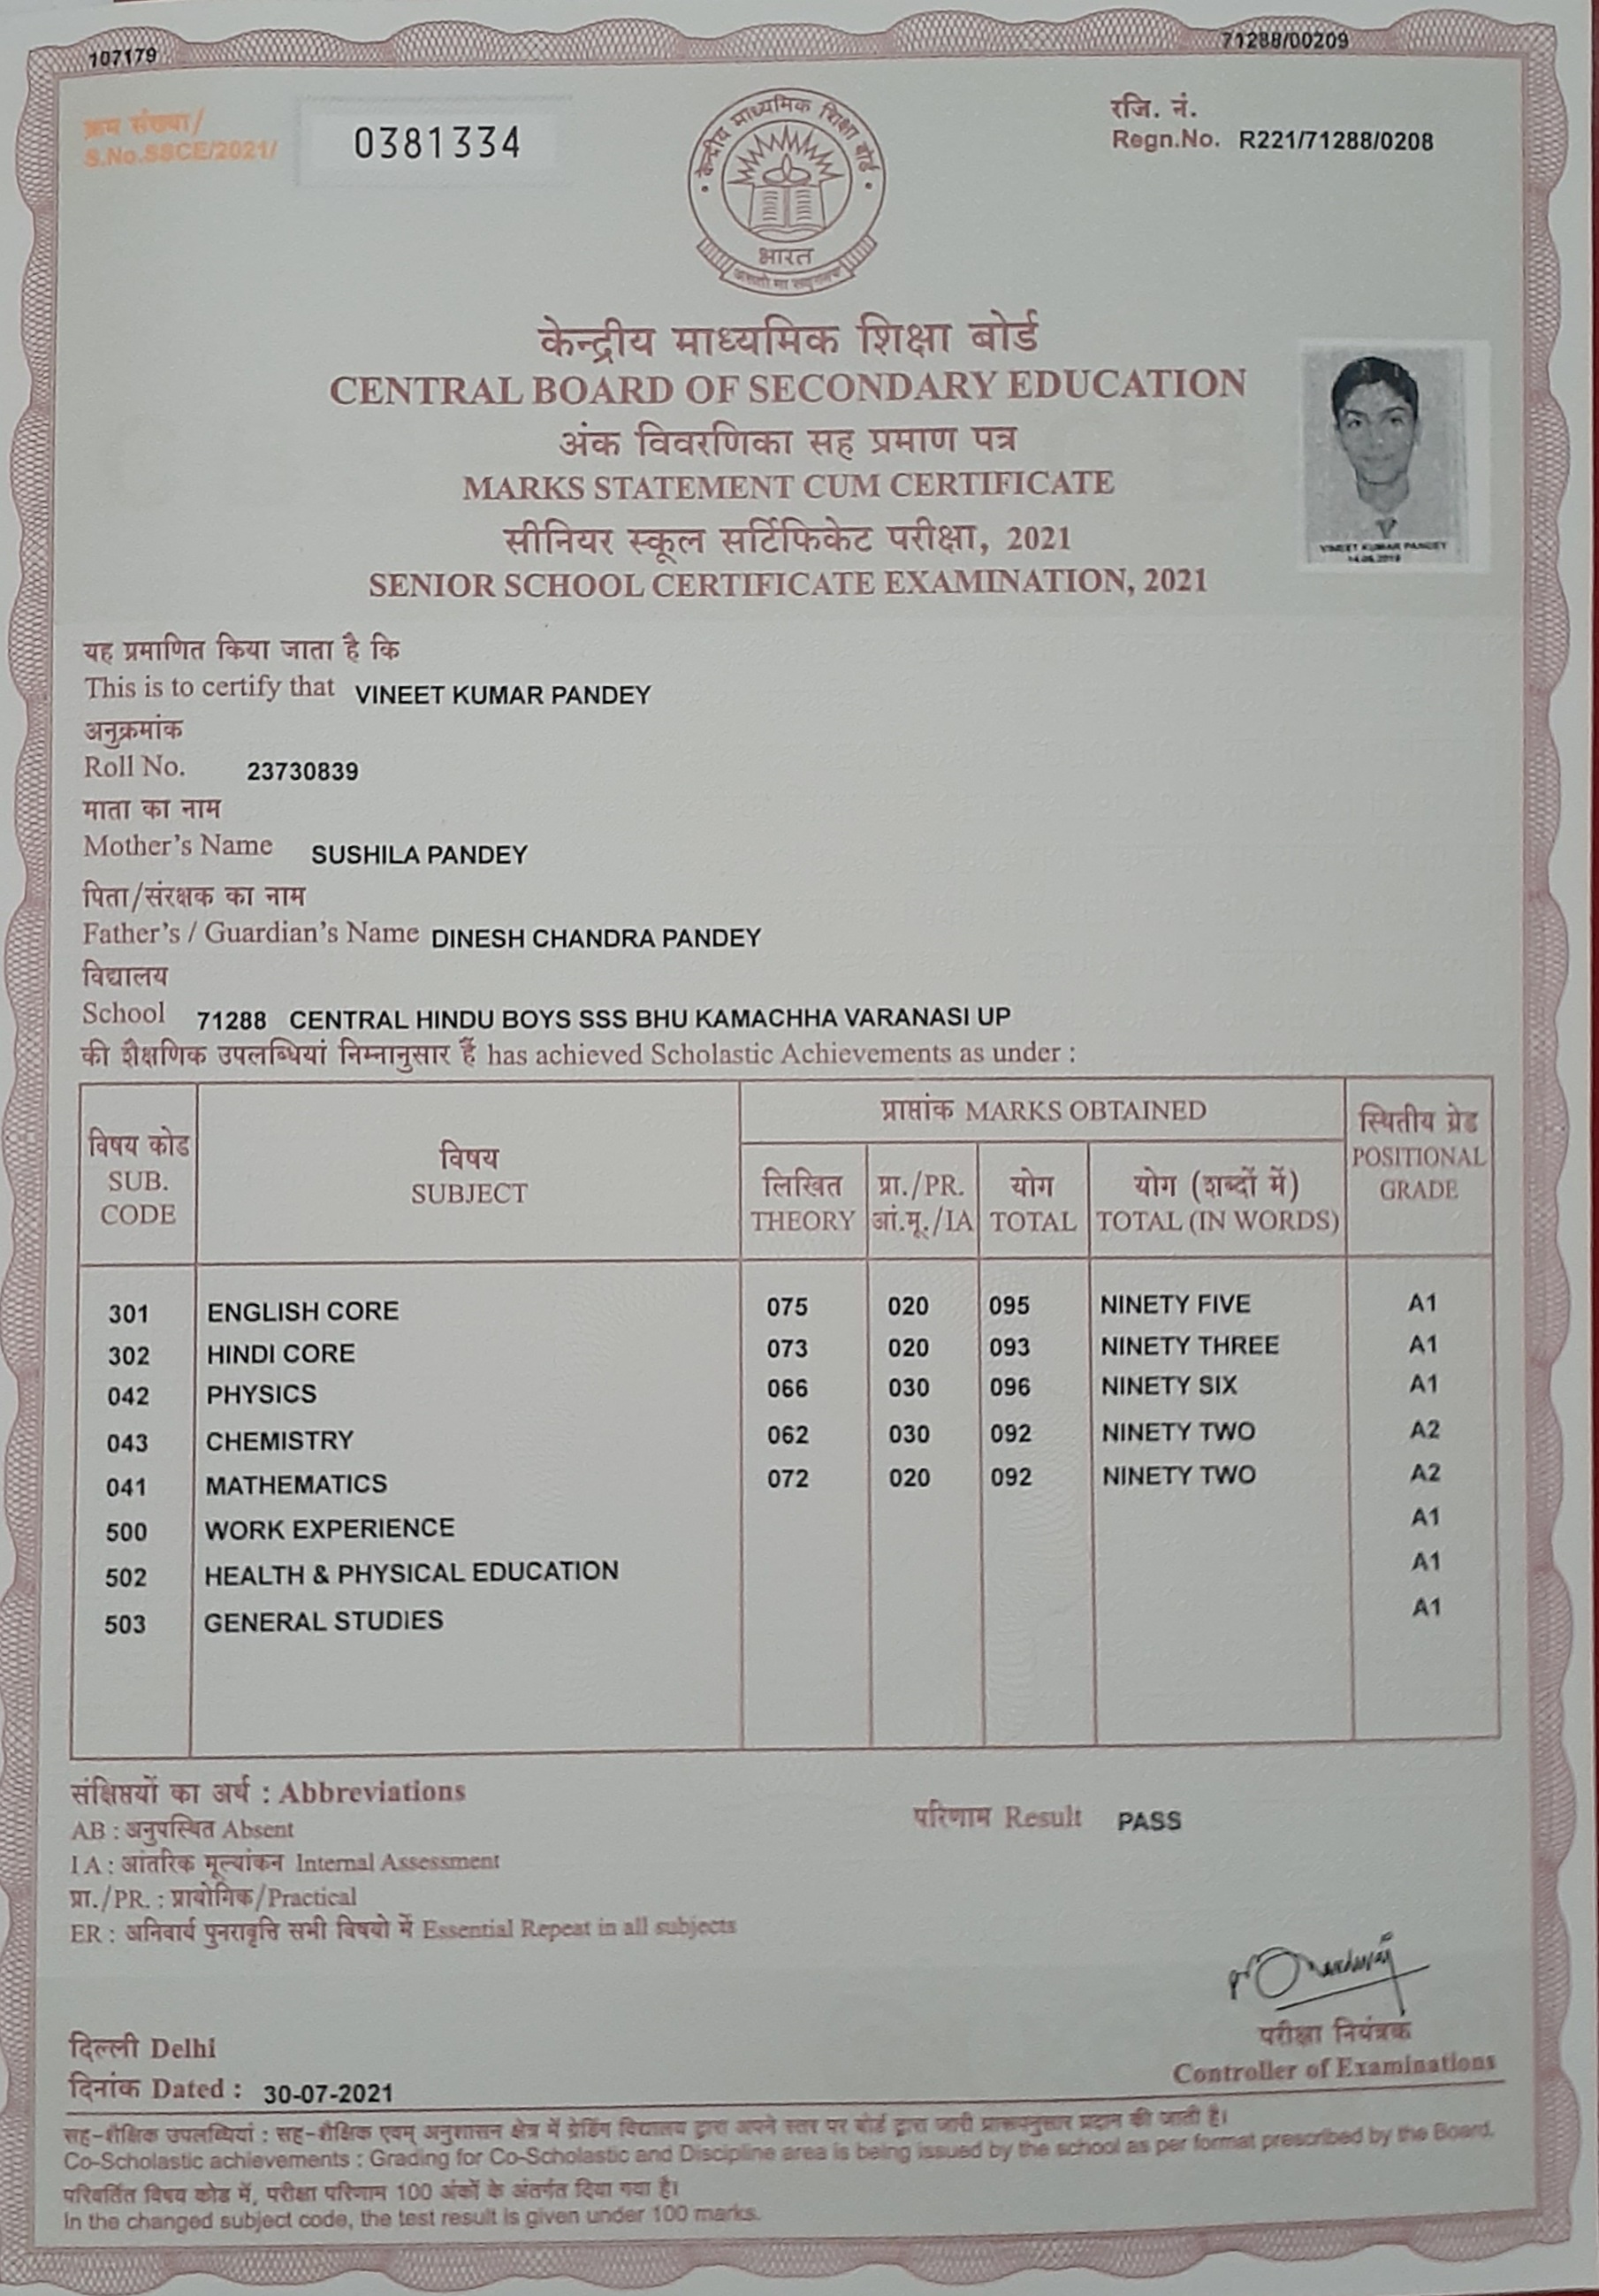 107179
71288/00209
क्रम संख्या/
S.No.SSCE/2021/
0381334
रजि. नं.
Regn.No. R221/71288/0208
केन्द्रीय माध्यमिक शिक्षा बोर्ड
भारत
असतो मा सद्गमय
केन्द्रीय माध्यमिक शिक्षा बोर्ड
CENTRAL BOARD OF SECONDARY EDUCATION
अंक विवरणिका सह प्रमाण पत्र
MARKS STATEMENT CUM CERTIFICATE
सीनियर स्कूल सर्टिफिकेट परीक्षा, 2021
SENIOR SCHOOL CERTIFICATE EXAMINATION, 2021
VINEET KUMAR PANDEY
यह प्रमाणित किया जाता है कि
This is to certify that VINEET KUMAR PANDEY
अनुक्रमांक
Roll No. 23730839
माता का नाम
Mother's Name SUSHILA PANDEY
पिता/संरक्षक का नाम
Father's / Guardian's Name DINESH CHANDRA PANDEY
विद्यालय
School 71288 CENTRAL HINDU BOYS SSS BHU KAMACHHA VARANASI UP
की शैक्षणिक उपलब्धियां निम्नानुसार हैं has achieved Scholastic Achievements as under :
विषय कोड
SUB.
CODE
विषय
SUBJECT
प्राप्तांक MARKS OBTAINED
लिखित
THEORY
प्रा./PR.
आं.मू./IA
योग
TOTAL
योग (शब्दों में)
TOTAL (IN WORDS)
स्थितीय ग्रेड
POSITIONAL
GRADE
301 ENGLISH CORE 075 020 095 NINETY FIVE A1
302 HINDI CORE 073 020 093 NINETY THREE A1
042 PHYSICS 066 030 096 NINETY SIX A1
043 CHEMISTRY 062 030 092 NINETY TWO A2
041 MATHEMATICS 072 020 092 NINETY TWO A2
500 WORK EXPERIENCE A1
502 HEALTH & PHYSICAL EDUCATION A1
503 GENERAL STUDIES A1
संक्षिप्तयों का अर्थ : Abbreviations
AB : अनुपस्थित Absent
IA : आंतरिक मूल्यांकन Internal Assessment
प्रा./PR. : प्रायोगिक/Practical
ER : अनिवार्य पुनरावृत्ति सभी विषयो में Essential Repeat in all subjects
परिणाम Result PASS
परीक्षा नियंत्रक
Controller of Examinations
दिल्ली Delhi
दिनांक Dated : 30-07-2021
सह-शैक्षिक उपलब्धियां : सह-शैक्षिक एवम् अनुशासन क्षेत्र में ग्रेडिंग विद्यालय द्वारा अपने स्तर पर बोर्ड द्वारा जारी प्रारूपनुसार प्रदान की जाती है।
Co-Scholastic achievements : Grading for Co-Scholastic and Discipline area is being issued by the school as per format prescribed by the Board.
परिवर्तित विषय कोड में, परीक्षा परिणाम 100 अंकों के अंतर्गत दिया गया है।
In the changed subject code, the test result is given under 100 marks.